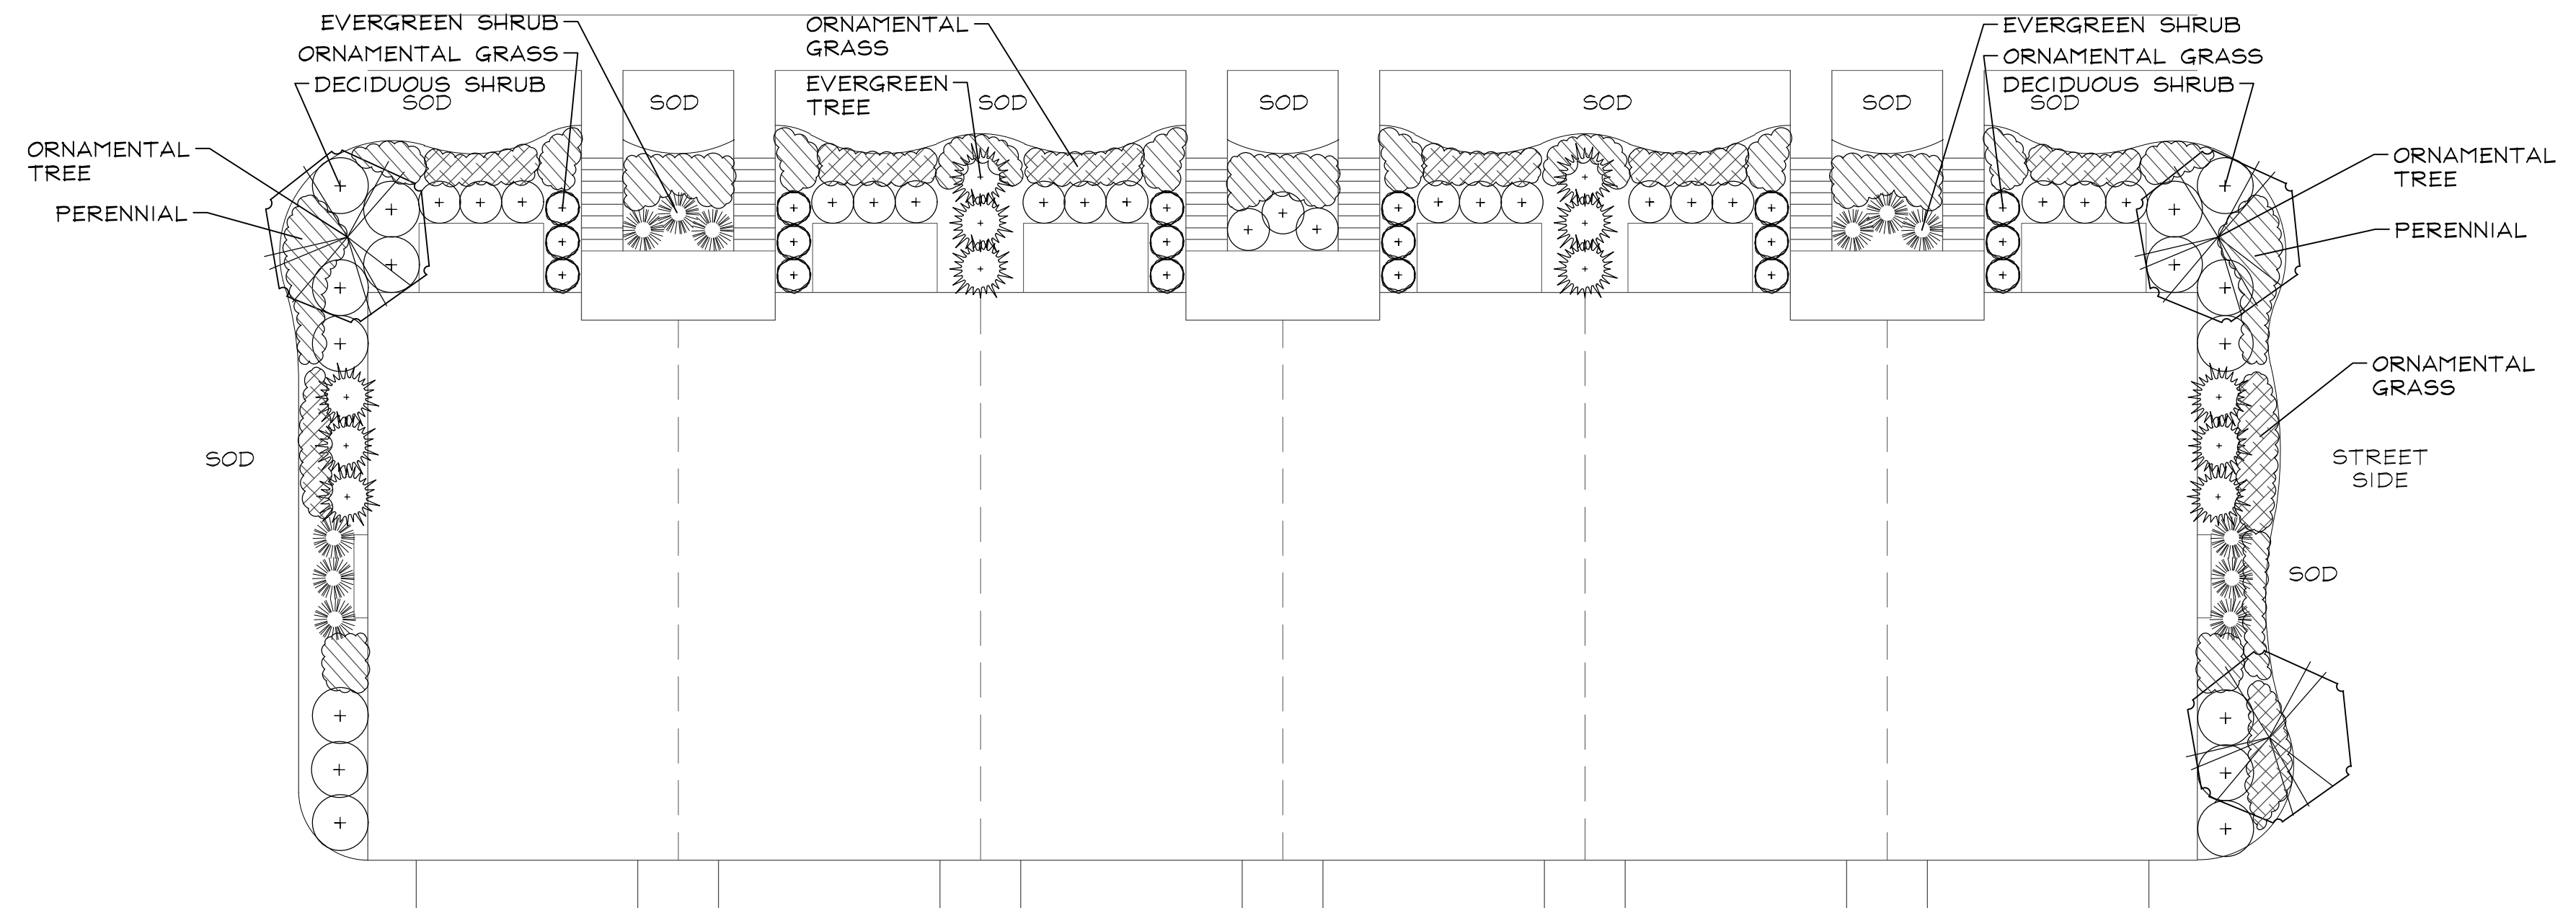 EVERGREEN SHRUB
ORNAMENTAL GRASS
DECIDUOUS SHRUB
SOD
ORNAMENTAL
TREE
PERENNIAL
SOD
ORNAMENTAL
GRASS
EVERGREEN
TREE
SOD
SOD
SOD
SOD
EVERGREEN SHRUB
ORNAMENTAL GRASS
DECIDUOUS SHRUB
SOD
ORNAMENTAL
TREE
PERENNIAL
ORNAMENTAL
GRASS
SOD
STREET
SIDE
SOD